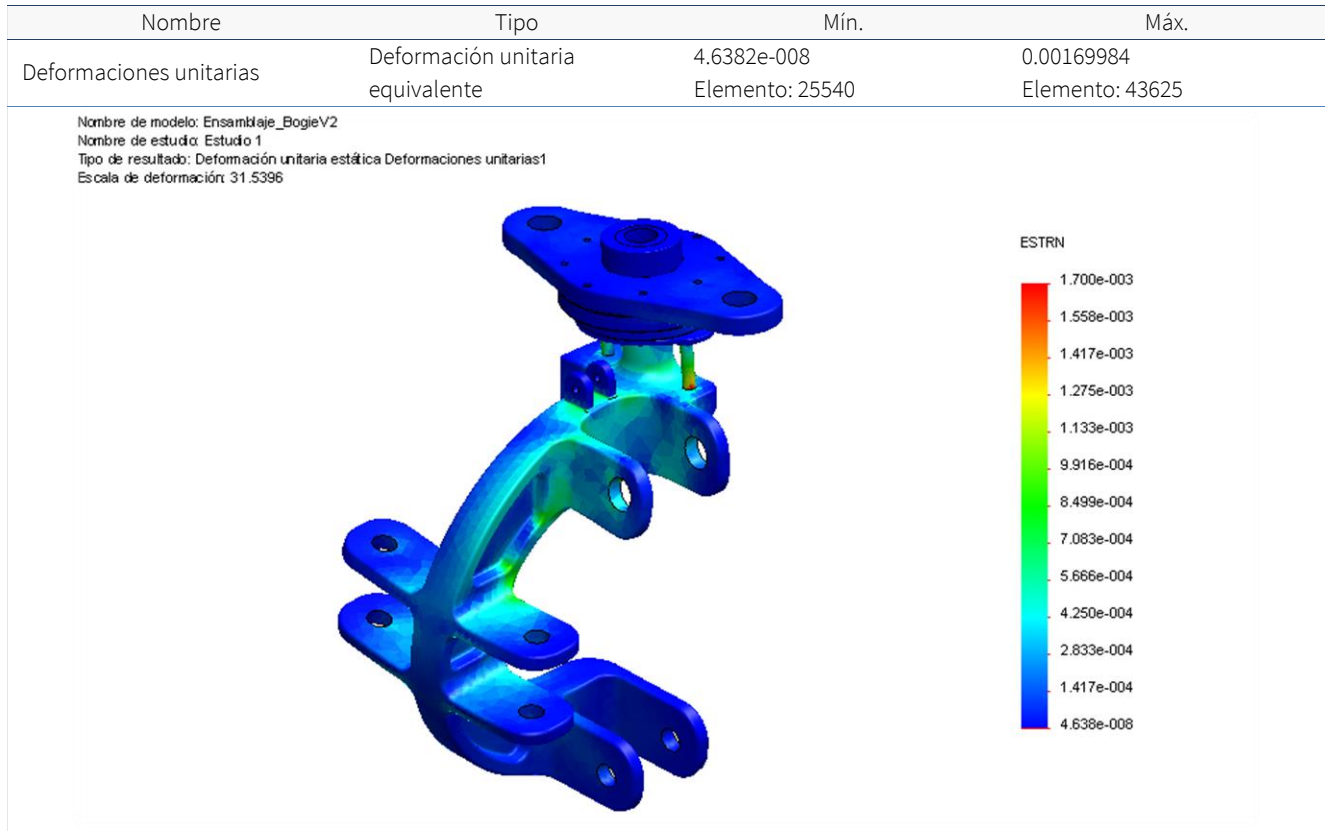 Nombre Tipo Mín. Máx.
Deformaciones unitarias Deformación unitaria equivalente 4.6382e-008 Elemento: 25540 0.00169984 Elemento: 43625
Nombre de modelo: Ensamblaje_BogieV2
Nombre de estudio: Estudio 1
Tipo de resultado: Deformación unitaria estática Deformaciones unitarias1
Escala de deformación: 31.5396
ESTRN
1.700e-003
1.558e-003
1.417e-003
1.275e-003
1.133e-003
9.916e-004
8.499e-004
7.083e-004
5.666e-004
4.250e-004
2.833e-004
1.417e-004
4.638e-008